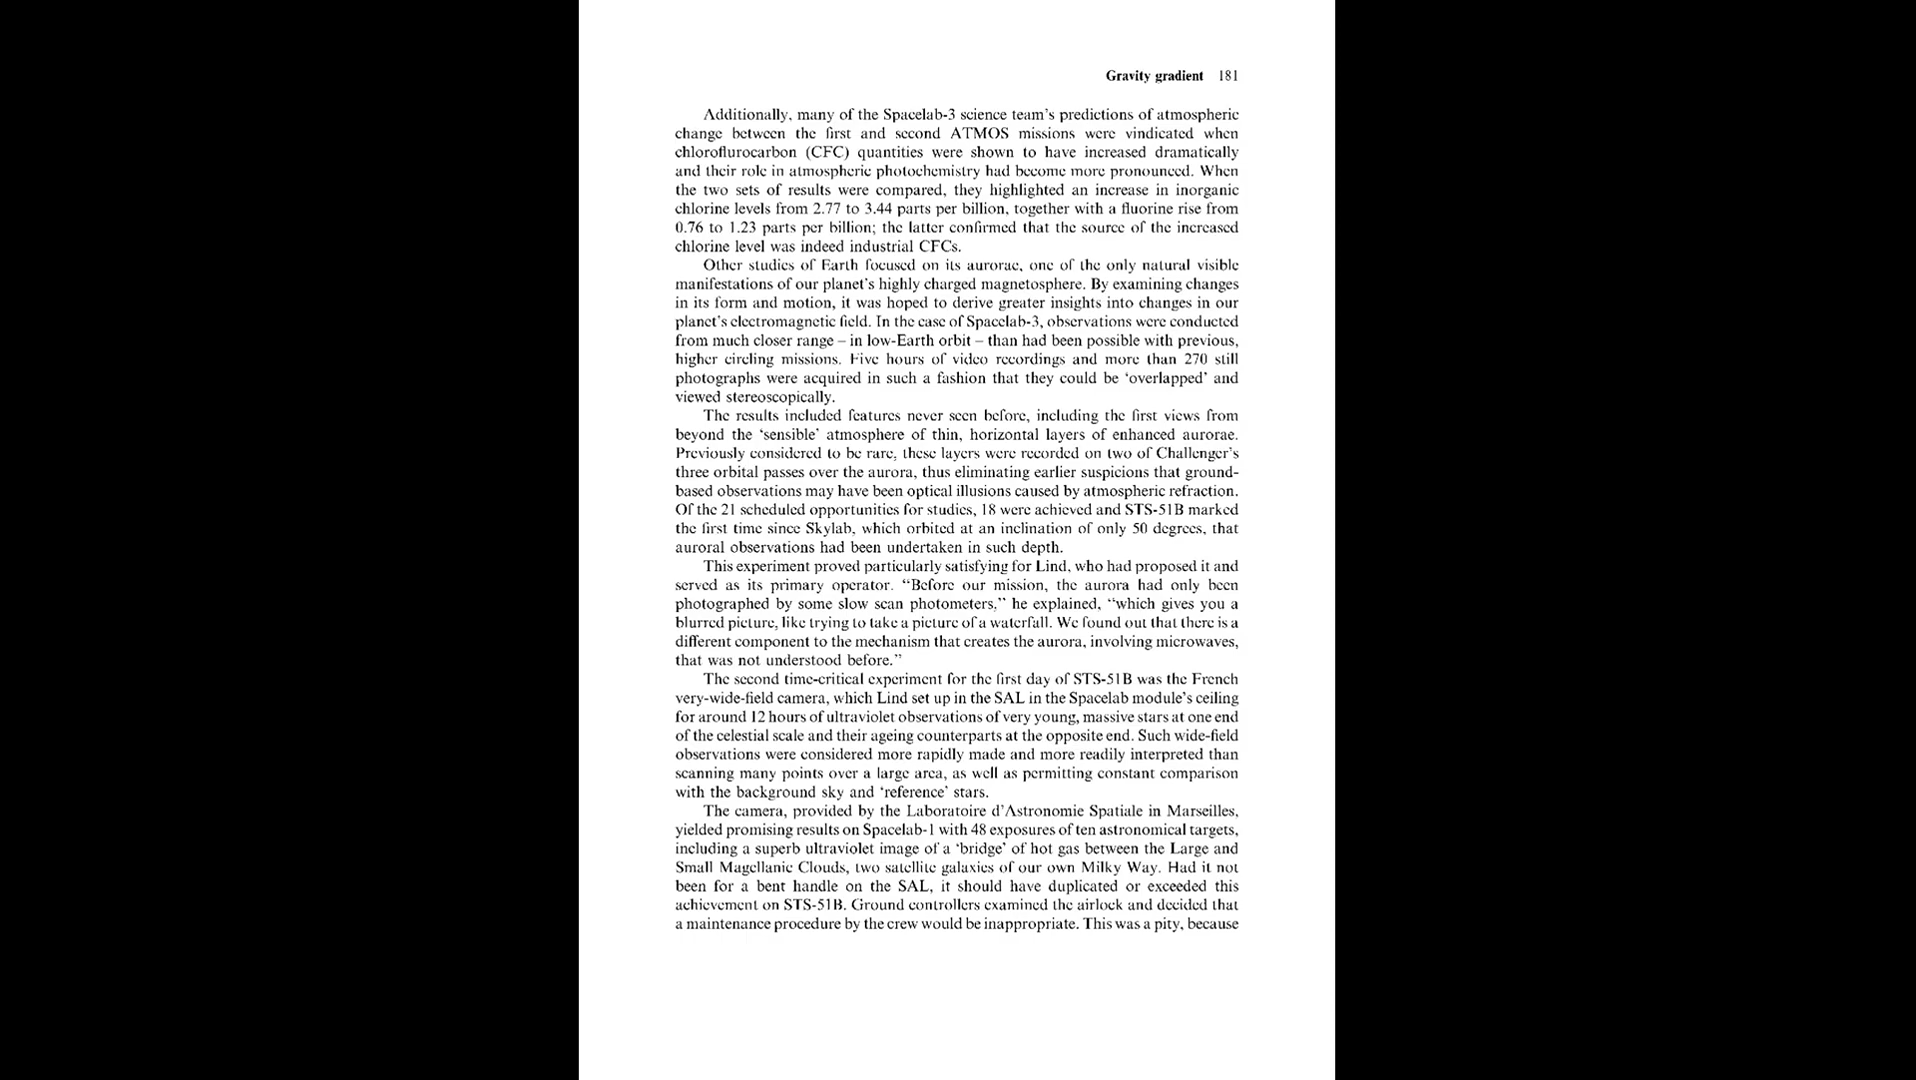 Gravity gradient 181
Additionally, many of the Spacelab-3 science team's predictions of atmospheric
change between the first and second ATMOS missions were vindicated when
chloroflurocarbon (CFC) quantities were shown to have increased dramatically
and their role in atmospheric photochemistry had become more pronounced. When
the two sets of results were compared, they highlighted an increase in inorganic
chlorine levels from 2.77 to 3.44 parts per billion, together with a fluorine rise from
0.76 to 1.23 parts per billion; the latter confirmed that the source of the increased
chlorine level was indeed industrial CFCs.
Other studies of Earth focused on its aurorae, one of the only natural visible
manifestations of our planet's highly charged magnetosphere. By examining changes
in its form and motion, it was hoped to derive greater insights into changes in our
planet's electromagnetic field. In the case of Spacelab-3, observations were conducted
from much closer range – in low-Earth orbit – than had been possible with previous,
higher circling missions. Five hours of video recordings and more than 270 still
photographs were acquired in such a fashion that they could be 'overlapped' and
viewed stereoscopically.
The results included features never seen before, including the first views from
beyond the 'sensible' atmosphere of thin, horizontal layers of enhanced aurorae.
Previously considered to be rare, these layers were recorded on two of Challenger's
three orbital passes over the aurora, thus eliminating earlier suspicions that ground-
based observations may have been optical illusions caused by atmospheric refraction.
Of the 21 scheduled opportunities for studies, 18 were achieved and STS-51B marked
the first time since Skylab, which orbited at an inclination of only 50 degrees, that
auroral observations had been undertaken in such depth.
This experiment proved particularly satisfying for Lind, who had proposed it and
served as its primary operator. "Before our mission, the aurora had only been
photographed by some slow scan photometers," he explained, "which gives you a
blurred picture, like trying to take a picture of a waterfall. We found out that there is a
different component to the mechanism that creates the aurora, involving microwaves,
that was not understood before."
The second time-critical experiment for the first day of STS-51B was the French
very-wide-field camera, which Lind set up in the SAL in the Spacelab module's ceiling
for around 12 hours of ultraviolet observations of very young, massive stars at one end
of the celestial scale and their ageing counterparts at the opposite end. Such wide-field
observations were considered more rapidly made and more readily interpreted than
scanning many points over a large area, as well as permitting constant comparison
with the background sky and 'reference' stars.
The camera, provided by the Laboratoire d'Astronomie Spatiale in Marseilles,
yielded promising results on Spacelab-1 with 48 exposures of ten astronomical targets,
including a superb ultraviolet image of a 'bridge' of hot gas between the Large and
Small Magellanic Clouds, two satellite galaxies of our own Milky Way. Had it not
been for a bent handle on the SAL, it should have duplicated or exceeded this
achievement on STS-51B. Ground controllers examined the airlock and decided that
a maintenance procedure by the crew would be inappropriate. This was a pity, because